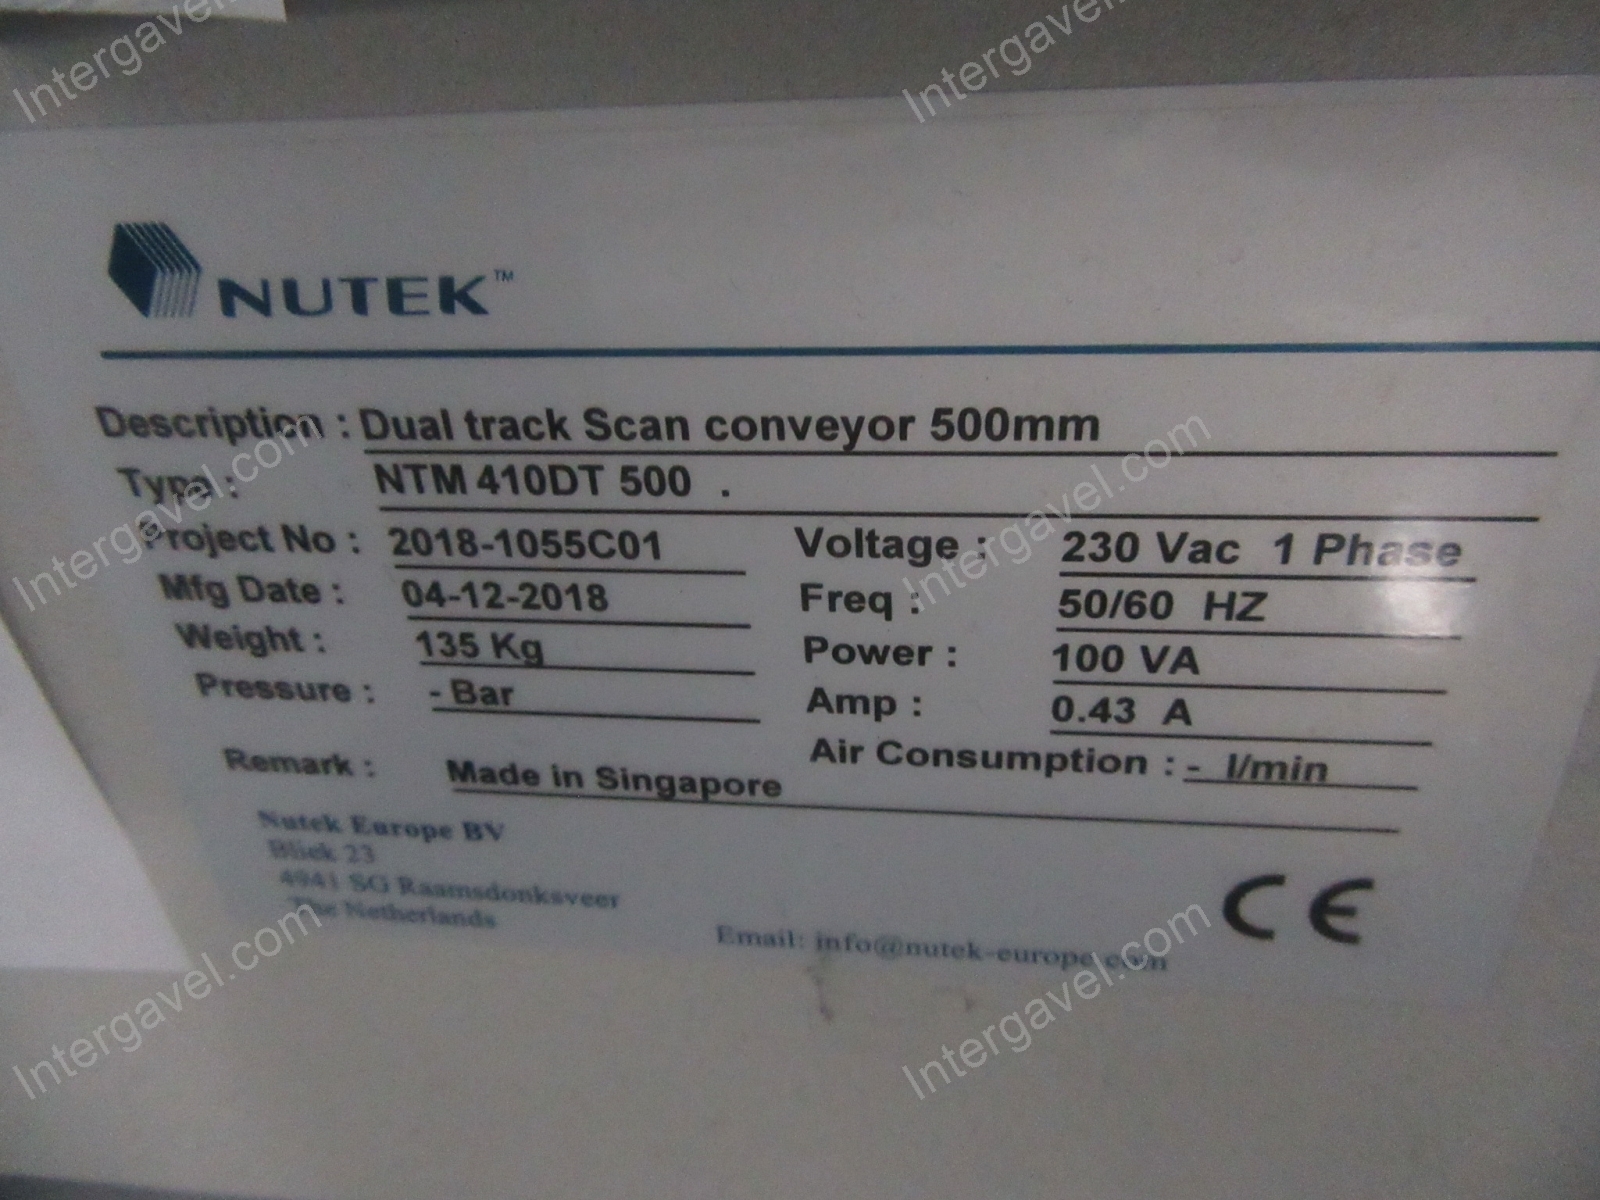 Intergavel.com
Intergavel.com
NUTEK™
Description : Dual track Scan conveyor 500mm
Type : NTM 410DT 500 .
Project No : 2018-1055C01 Voltage : 230 Vac 1 Phase
Mfg Date : 04-12-2018 Freq : 50/60 HZ
Weight : 135 Kg Power : 100 VA
Pressure : - Bar Amp : 0.43 A
Air Consumption : - l/min
Remark : Made in Singapore
Intergavel.com
Intergavel.com
Nutek Europe BV
Bliek 23
4941 SG Raamsdonksveer
The Netherlands
Email: info@nutek-europe.com
CE
Intergavel.com
Intergavel.com